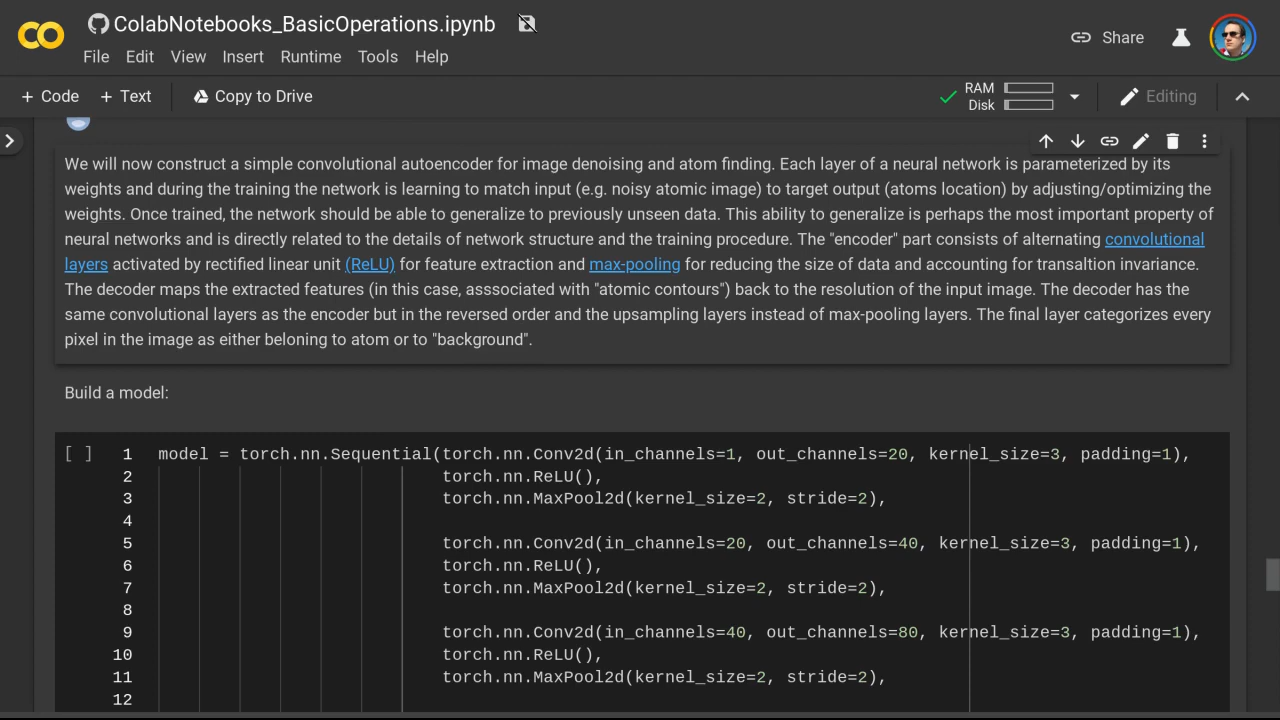 ColabNotebooks_BasicOperations.ipynb
File Edit View Insert Runtime Tools Help
Share
+ Code + Text Copy to Drive
RAM
Disk
Editing
We will now construct a simple convolutional autoencoder for image denoising and atom finding. Each layer of a neural network is parameterized by its
weights and during the training the network is learning to match input (e.g. noisy atomic image) to target output (atoms location) by adjusting/optimizing the
weights. Once trained, the network should be able to generalize to previously unseen data. This ability to generalize is perhaps the most important property of
neural networks and is directly related to the details of network structure and the training procedure. The "encoder" part consists of alternating convolutional
layers activated by rectified linear unit (ReLU) for feature extraction and max-pooling for reducing the size of data and accounting for transaltion invariance.
The decoder maps the extracted features (in this case, asssociated with "atomic contours") back to the resolution of the input image. The decoder has the
same convolutional layers as the encoder but in the reversed order and the upsampling layers instead of max-pooling layers. The final layer categorizes every
pixel in the image as either beloning to atom or to "background".
Build a model:
[ ] 1 model = torch.nn.Sequential(torch.nn.Conv2d(in_channels=1, out_channels=20, kernel_size=3, padding=1),
2 torch.nn.ReLU(),
3 torch.nn.MaxPool2d(kernel_size=2, stride=2),
4
5 torch.nn.Conv2d(in_channels=20, out_channels=40, kernel_size=3, padding=1),
6 torch.nn.ReLU(),
7 torch.nn.MaxPool2d(kernel_size=2, stride=2),
8
9 torch.nn.Conv2d(in_channels=40, out_channels=80, kernel_size=3, padding=1),
10 torch.nn.ReLU(),
11 torch.nn.MaxPool2d(kernel_size=2, stride=2),
12